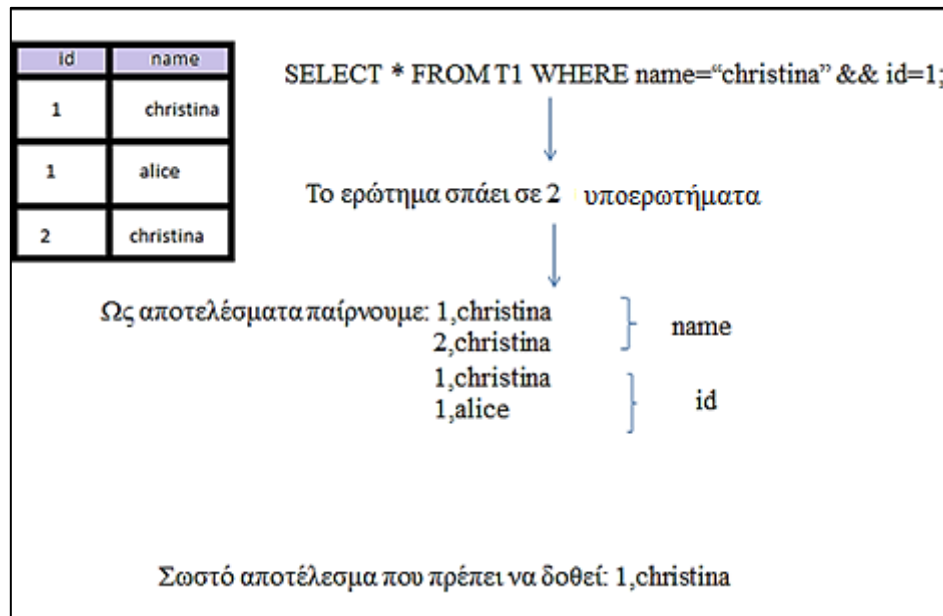 id name
1 christina
1 alice
2 christina
SELECT * FROM T1 WHERE name=“christina” && id=1;
Το ερώτημα σπάει σε 2 υποερωτήματα
Ως αποτελέσματα παίρνουμε: 1,christina
2,christina
name
1,christina
1,alice
id
Σωστό αποτέλεσμα που πρέπει να δοθεί: 1,christina